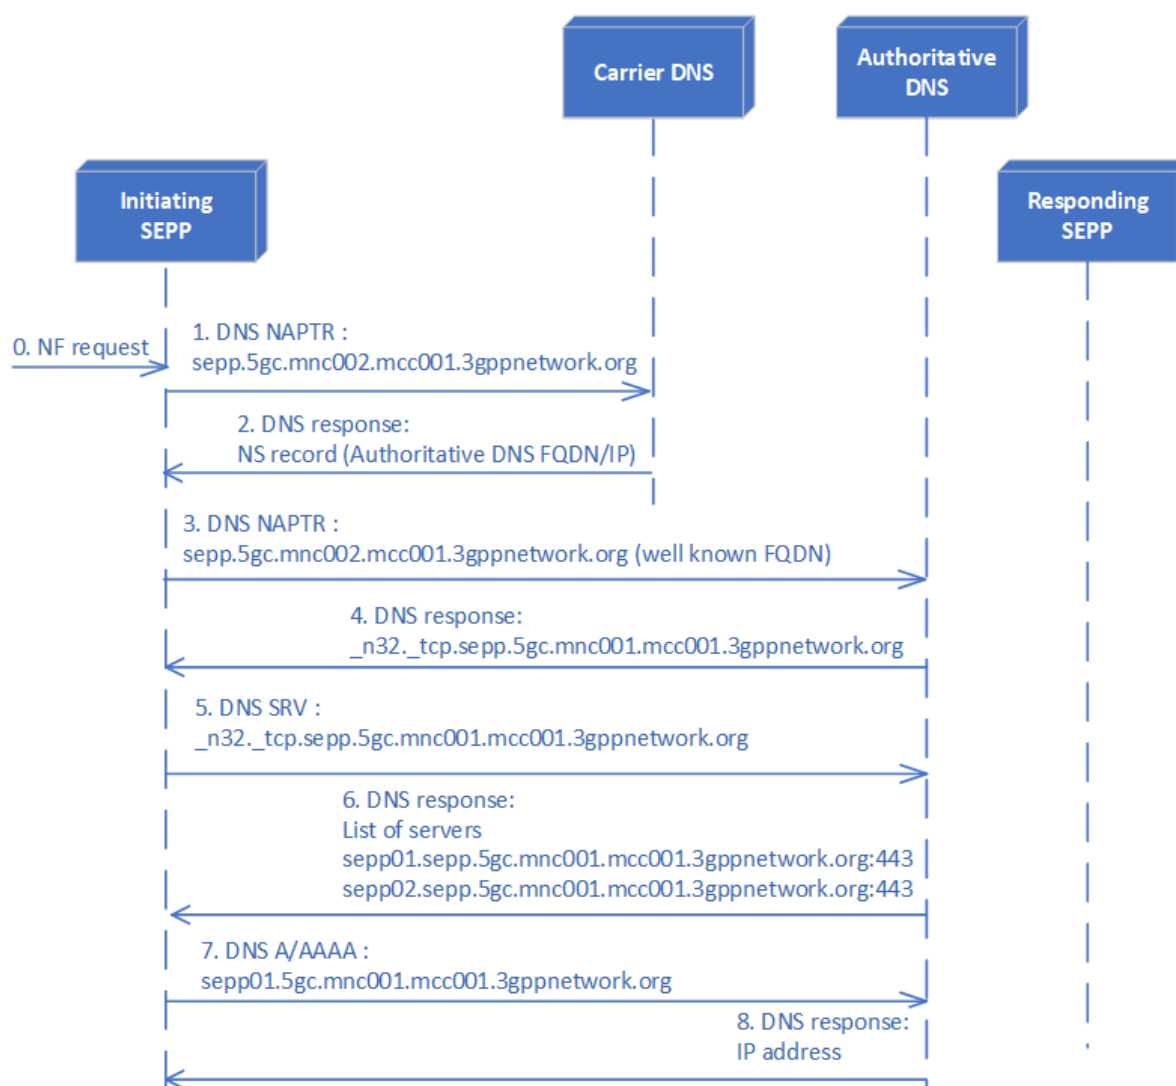 Carrier DNS
Authoritative
DNS
Initiating
SEPP
Responding
SEPP
0. NF request
1. DNS NAPTR :
sepp.5gc.mnc002.mcc001.3gppnetwork.org
2. DNS response:
NS record (Authoritative DNS FQDN/IP)
3. DNS NAPTR :
sepp.5gc.mnc002.mcc001.3gppnetwork.org (well known FQDN)
4. DNS response:
_n32._tcp.sepp.5gc.mnc001.mcc001.3gppnetwork.org
5. DNS SRV :
_n32._tcp.sepp.5gc.mnc001.mcc001.3gppnetwork.org
6. DNS response:
List of servers
sepp01.sepp.5gc.mnc001.mcc001.3gppnetwork.org:443
sepp02.sepp.5gc.mnc001.mcc001.3gppnetwork.org:443
7. DNS A/AAAA :
sepp01.5gc.mnc001.mcc001.3gppnetwork.org
8. DNS response:
IP address